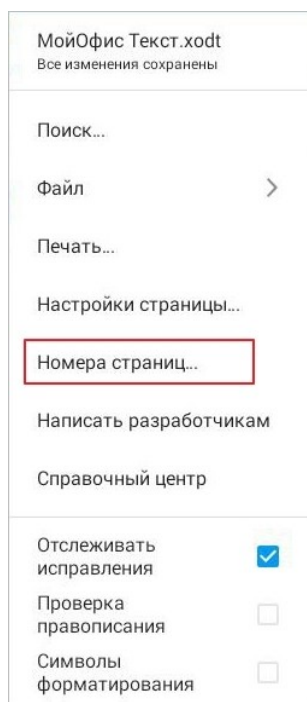 МойОфис Текст.xodt
Все изменения сохранены
Поиск...
Файл
Печать...
Настройки страницы...
Номера страниц...
Написать разработчикам
Справочный центр
Отслеживать
исправления
Проверка
правописания
Символы
форматирования